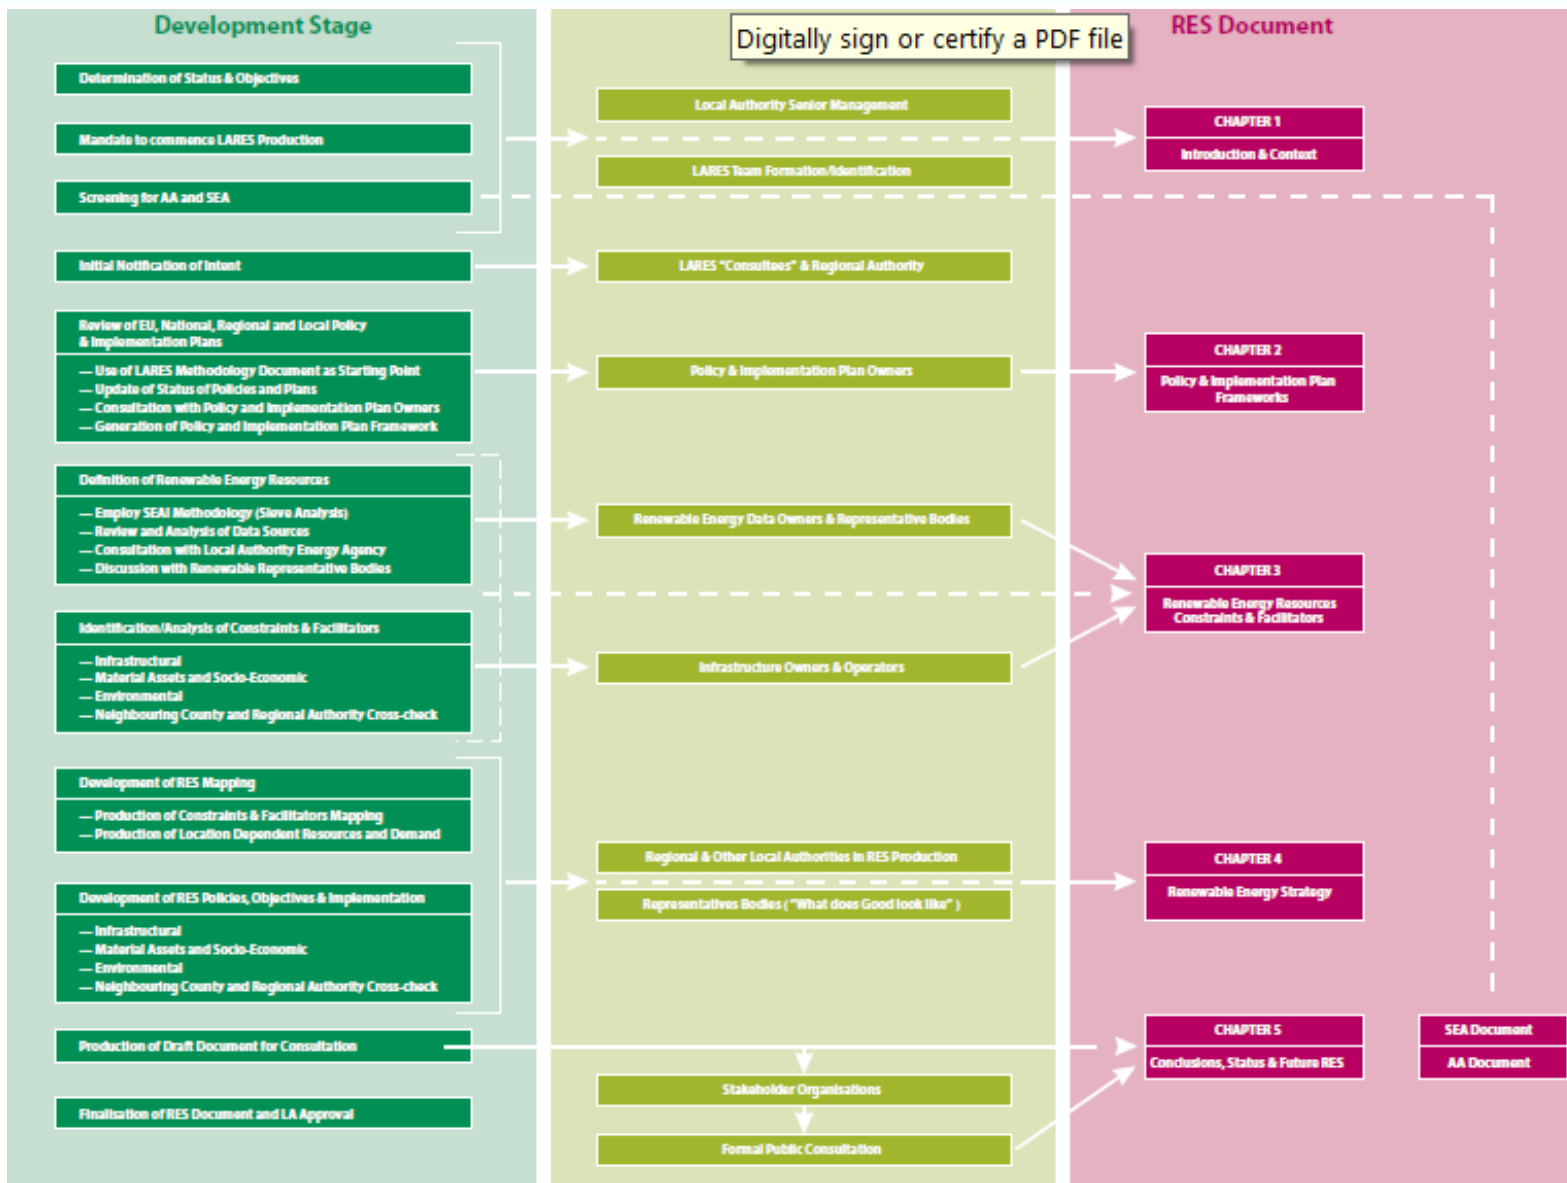 Development Stage
Determination of Status & Objectives
Mandate to commence LARES Production
Screening for AA and SEA
Initial Notification of Intent
Review of EU, National, Regional and Local Policy
& Implementation Plans
— Use of LARES Methodology Document as Starting Point
— Update of Status of Policies and Plans
— Consultation with Policy and Implementation Plan Owners
— Generation of Policy and Implementation Plan Framework
Definition of Renewable Energy Resources
— Employ SEAI Methodology (Sieve Analysis)
— Review and Analysis of Data Sources
— Consultation with Local Authority Energy Agency
— Discussion with Renewable Representative Bodies
Identification/Analysis of Constraints & Facilitators
— Infrastructural
— Material Assets and Socio-Economic
— Environmental
— Neighbouring County and Regional Authority Cross-check
Development of RES Mapping
— Production of Constraints & Facilitators Mapping
— Production of Location Dependent Resources and Demand
Development of RES Policies, Objectives & Implementation
— Infrastructural
— Material Assets and Socio-Economic
— Environmental
— Neighbouring County and Regional Authority Cross-check
Production of Draft Document for Consultation
Finalisation of RES Document and LA Approval
Digitally sign or certify a PDF file
Local Authority Senior Management
LARES Team Formation/Identification
LARES "Consultees" & Regional Authority
Policy & Implementation Plan Owners
Renewable Energy Data Owners & Representative Bodies
Infrastructure Owners & Operators
Regional & Other Local Authorities in RES Production
Representatives Bodies ( "What does Good look like" )
Stakeholder Organisations
Formal Public Consultation
RES Document
CHAPTER 1
Introduction & Context
CHAPTER 2
Policy & Implementation Plan
Frameworks
CHAPTER 3
Renewable Energy Resources
Constraints & Facilitators
CHAPTER 4
Renewable Energy Strategy
CHAPTER 5
Conclusions, Status & Future RES
SEA Document
AA Document